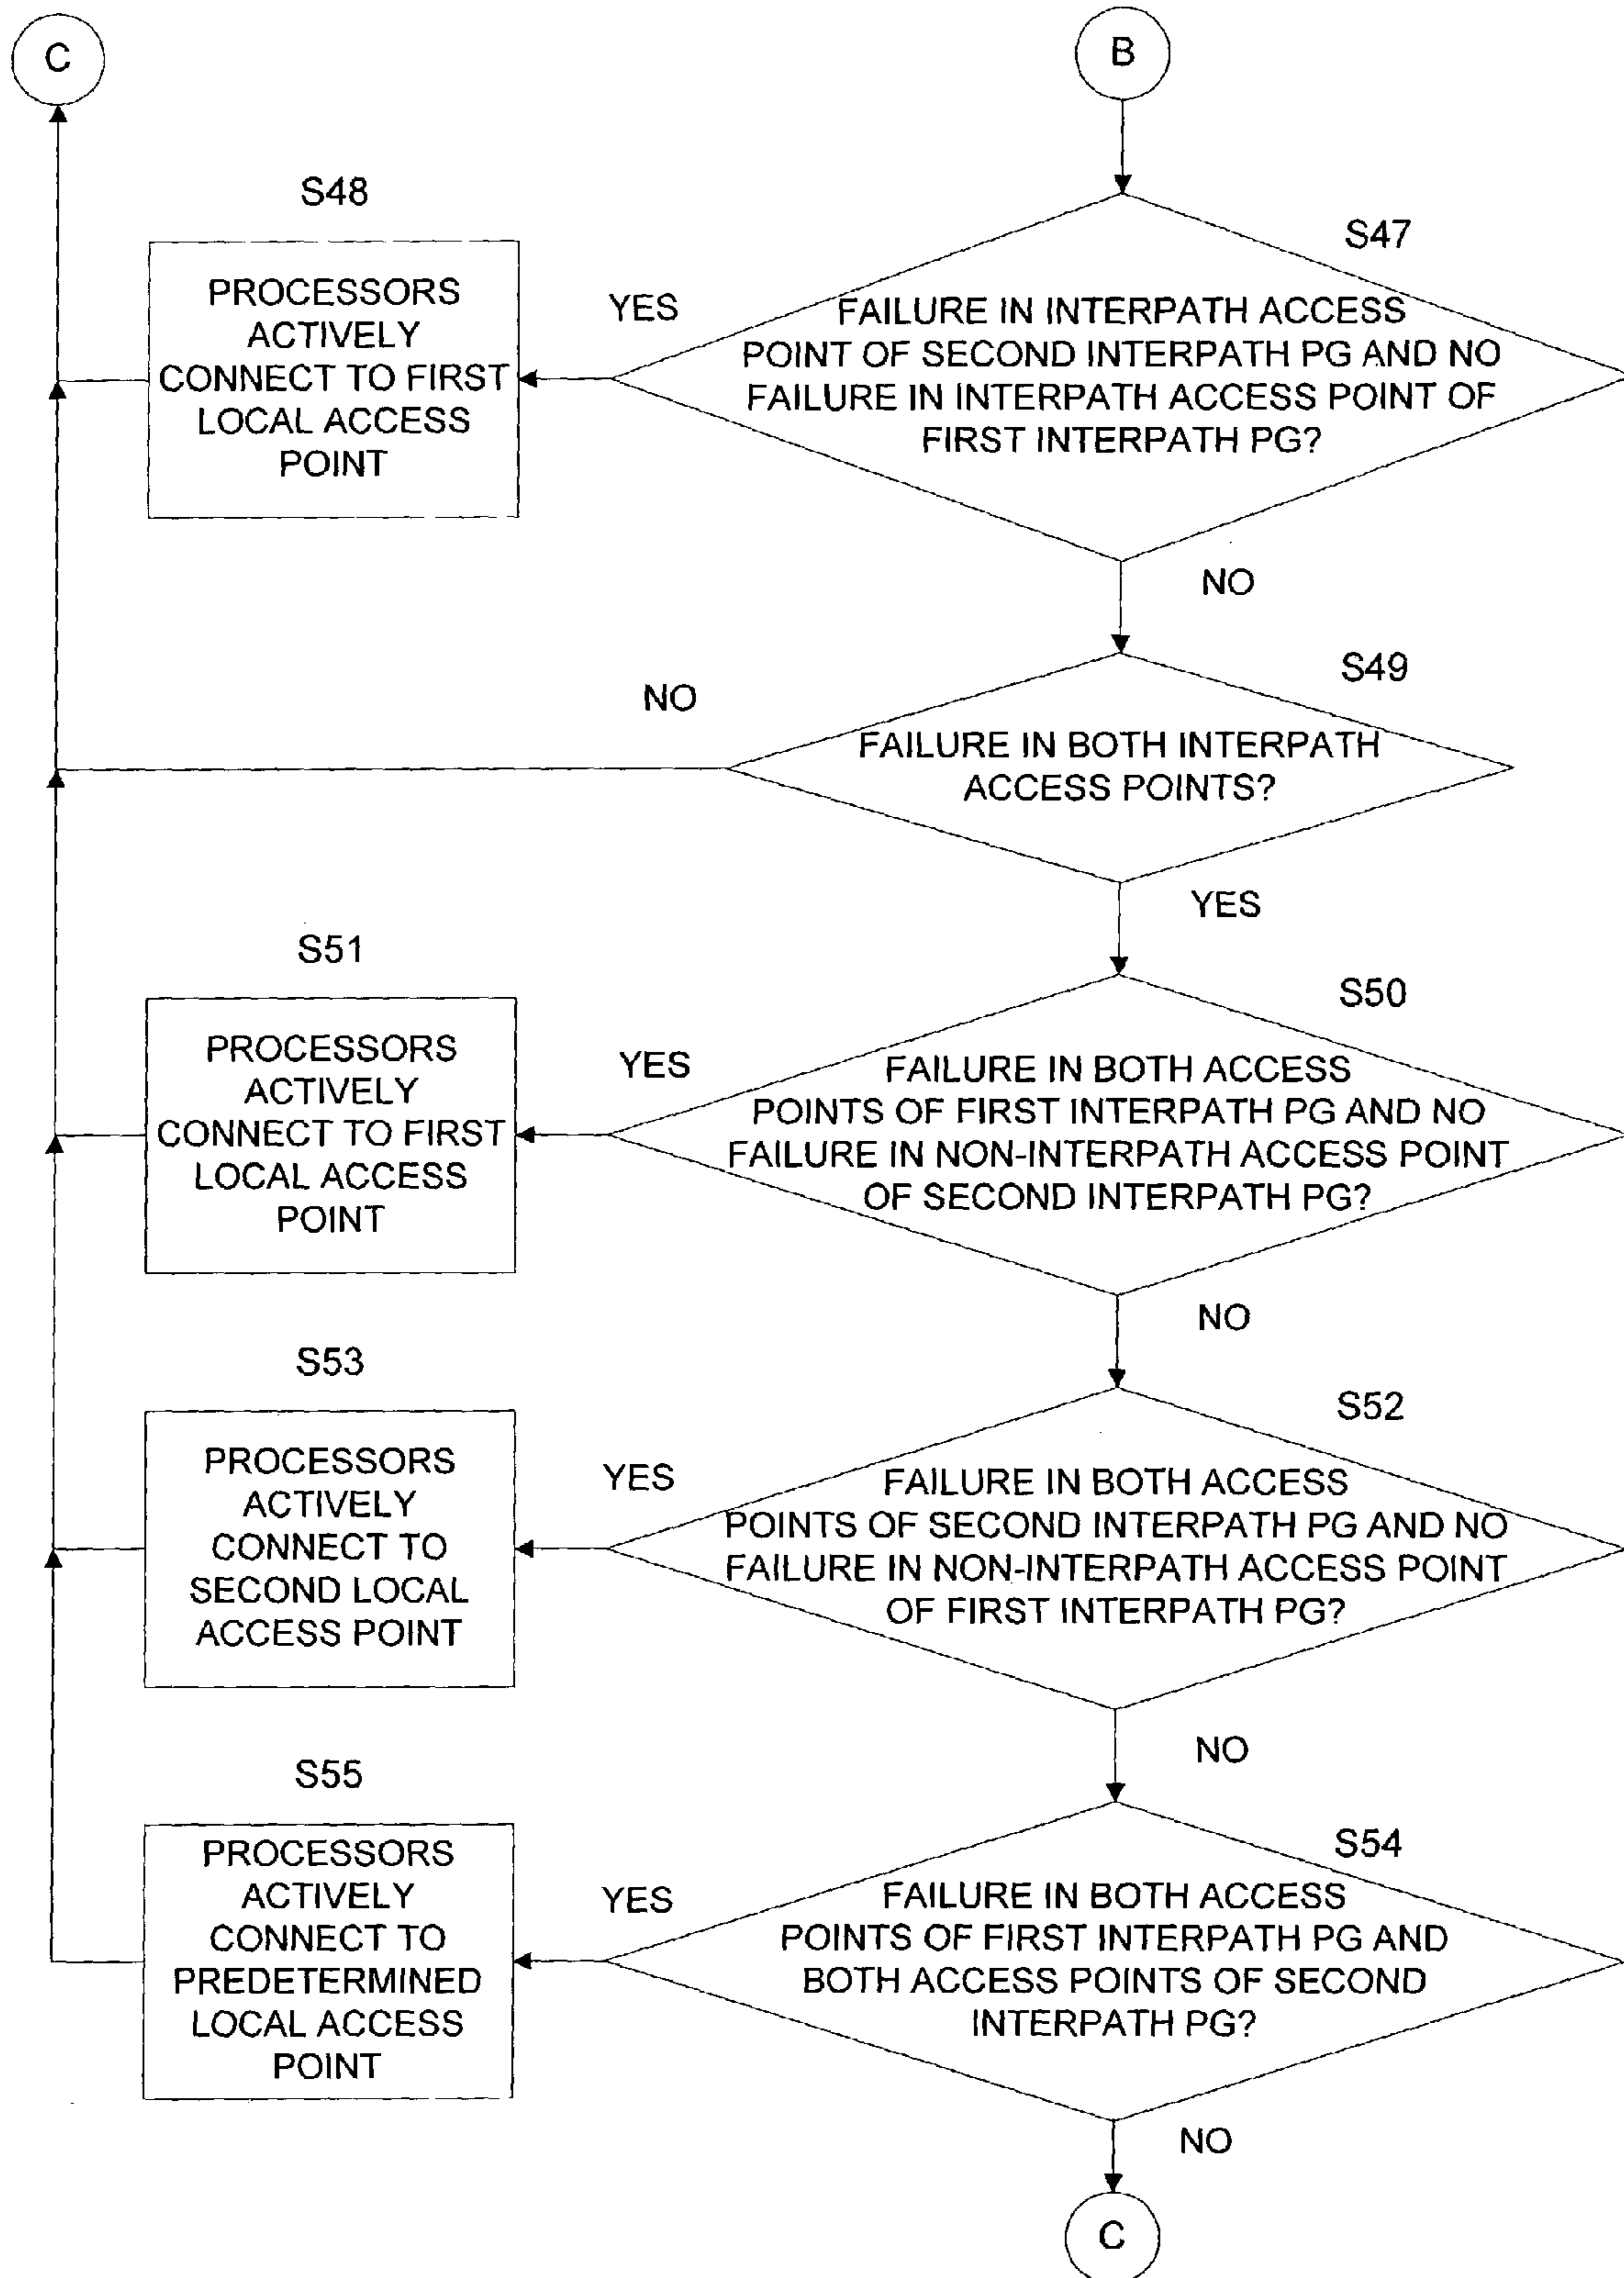 C
B
S48
S47
PROCESSORS
ACTIVELY
CONNECT TO FIRST
LOCAL ACCESS
POINT
YES
FAILURE IN INTERPATH ACCESS
POINT OF SECOND INTERPATH PG AND NO
FAILURE IN INTERPATH ACCESS POINT OF
FIRST INTERPATH PG?
NO
S49
NO
FAILURE IN BOTH INTERPATH
ACCESS POINTS?
YES
S51
S50
PROCESSORS
ACTIVELY
CONNECT TO FIRST
LOCAL ACCESS
POINT
YES
FAILURE IN BOTH ACCESS
POINTS OF FIRST INTERPATH PG AND NO
FAILURE IN NON-INTERPATH ACCESS POINT
OF SECOND INTERPATH PG?
NO
S53
S52
PROCESSORS
ACTIVELY
CONNECT TO
SECOND LOCAL
ACCESS POINT
YES
FAILURE IN BOTH ACCESS
POINTS OF SECOND INTERPATH PG AND NO
FAILURE IN NON-INTERPATH ACCESS POINT
OF FIRST INTERPATH PG?
NO
S55
S54
PROCESSORS
ACTIVELY
CONNECT TO
PREDETERMINED
LOCAL ACCESS
POINT
YES
FAILURE IN BOTH ACCESS
POINTS OF FIRST INTERPATH PG AND
BOTH ACCESS POINTS OF SECOND
INTERPATH PG?
NO
C